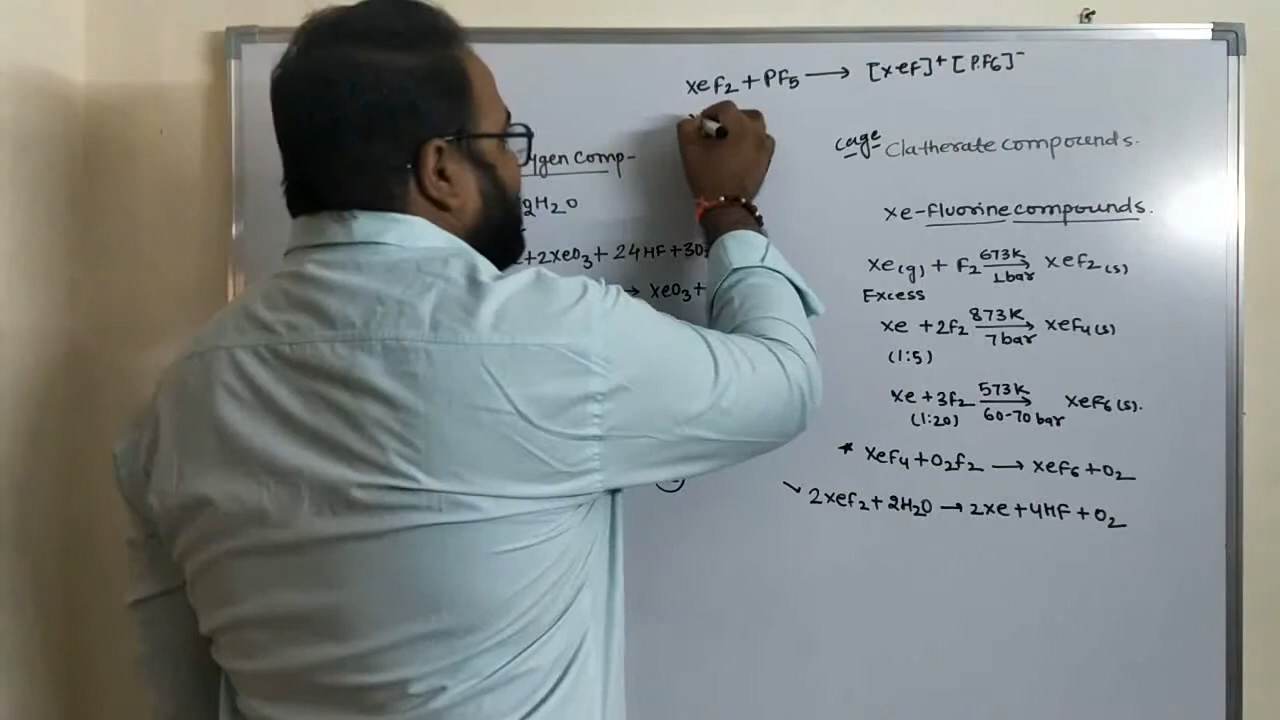 xeF₂ + PF₅ ⟶ [xeF]⁺ [PF₆]⁻
cage Clatherate compounds.
ygen comp-
2H₂O
xe-fluorine compounds.
+2xeO₃ + 24HF + 3O₂
→ xeO₃ +
xe(g) + F₂ 673K 1bar → xeF₂(s)
Excess
xe + 2F₂ 873K 7bar → xeF₄(s)
(1:5)
xe + 3F₂ 573K 60-70 bar → xeF₆(s).
(1:20)
* xeF₄ + O₂F₂ ⟶ xeF₆ + O₂
2xeF₂ + 2H₂O → 2xe + 4HF + O₂